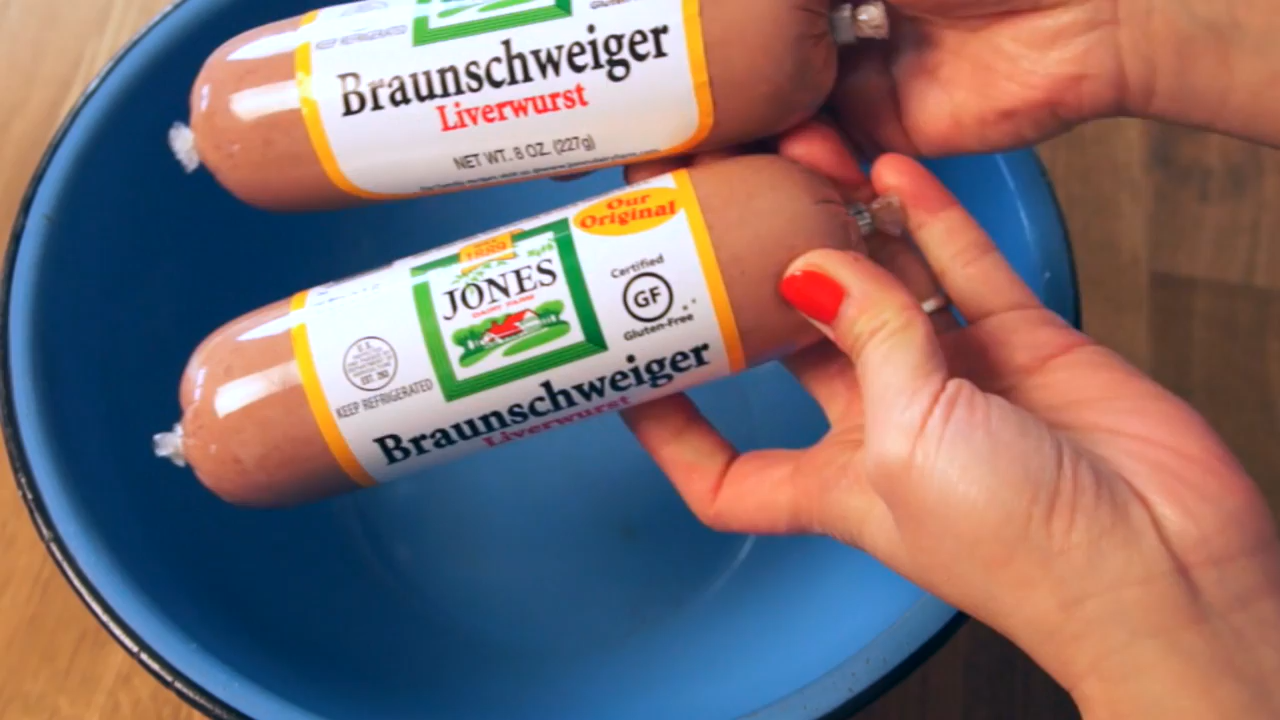 Braunschweiger
Liverwurst
NET WT. 8 OZ. (227g)
Our
Original
JONES
DAIRY FARM
Certified
GF
Gluten-Free
EST.
KEEP REFRIGERATED
Braunschweiger
Liverwurst